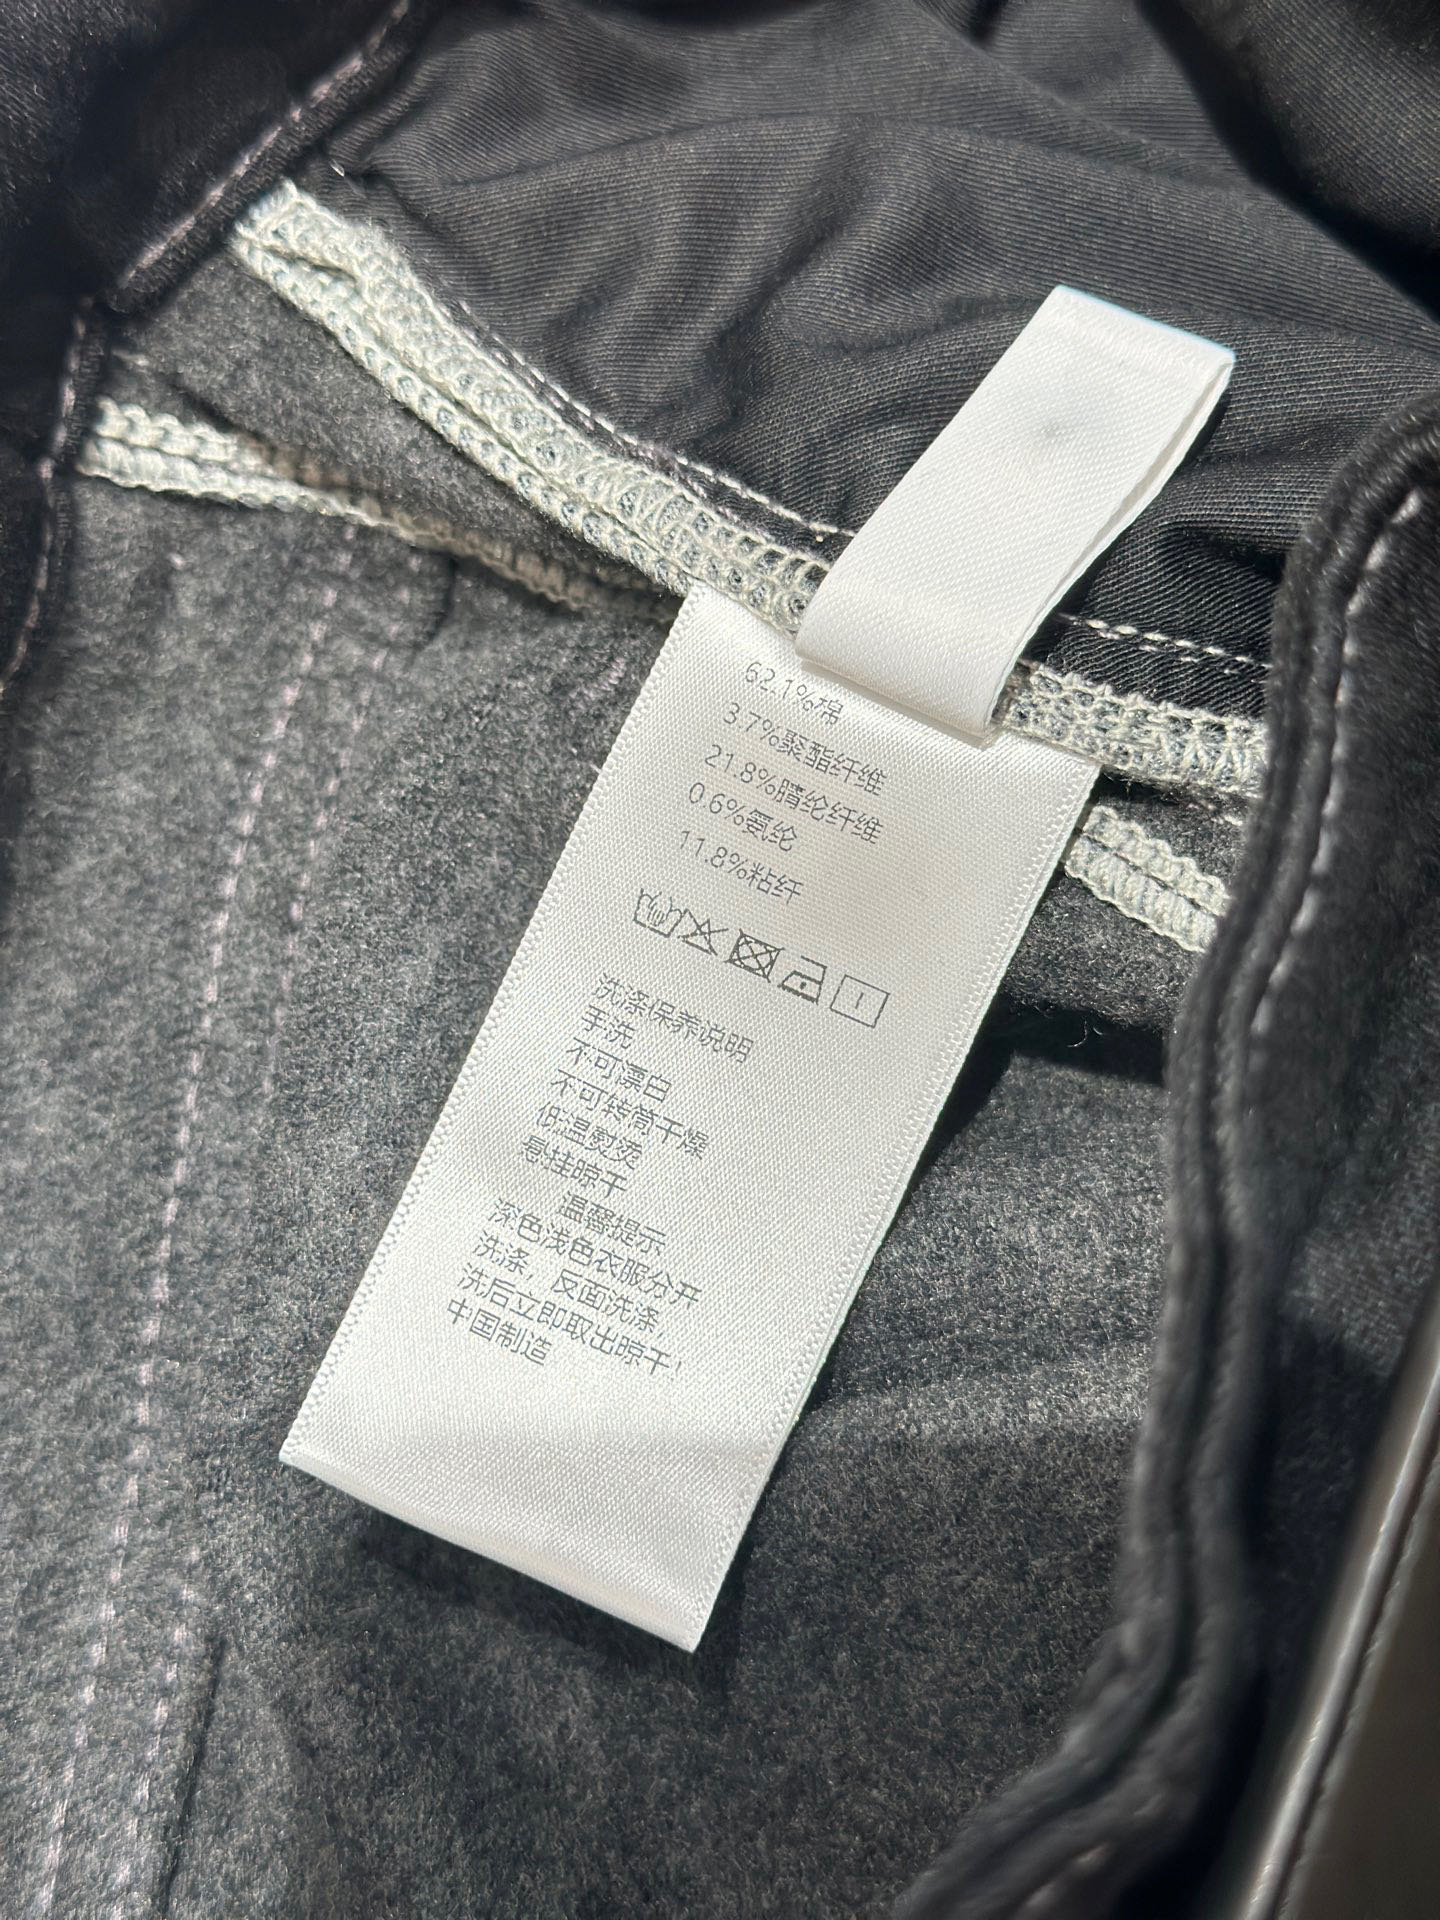 62.1%棉
3.7%聚酯纤维
21.8%腈纶纤维
0.6%氨纶
11.8%粘纤
洗涤保养说明
手洗
不可漂白
不可转筒干燥
低温熨烫
悬挂晾干
温馨提示
深色浅色衣服分开
洗涤，反面洗涤，
洗后立即取出晾干！
中国制造